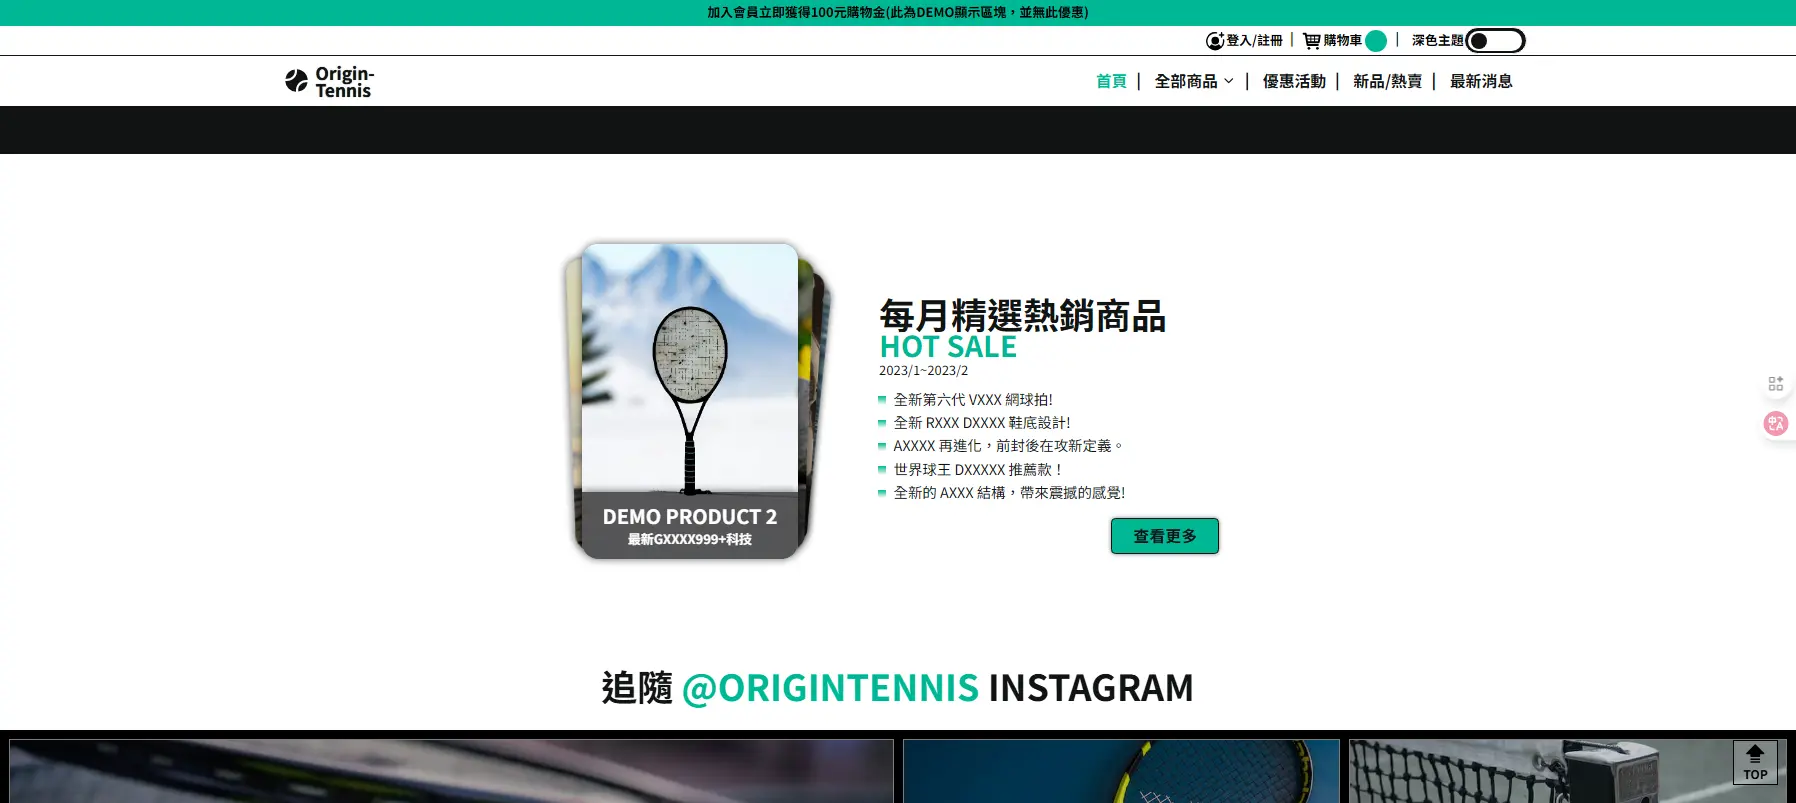 加入會員立即獲得100元購物金(此為DEMO顯示區塊，並無此優惠)
登入/註冊 | 購物車 | 深色主題
Origin-
Tennis
首頁 | 全部商品 | 優惠活動 | 新品/熱賣 | 最新消息
DEMO PRODUCT 2
最新GXXXX999+科技
每月精選熱銷商品
HOT SALE
2023/1~2023/2
全新第六代 VXXX 網球拍!
全新 RXXX DXXXX 鞋底設計!
AXXXX 再進化，前封後在攻新定義。
世界球王 DXXXXX 推薦款！
全新的 AXXX 結構，帶來震撼的感覺!
查看更多
追隨 @ORIGINTENNIS INSTAGRAM
TOP